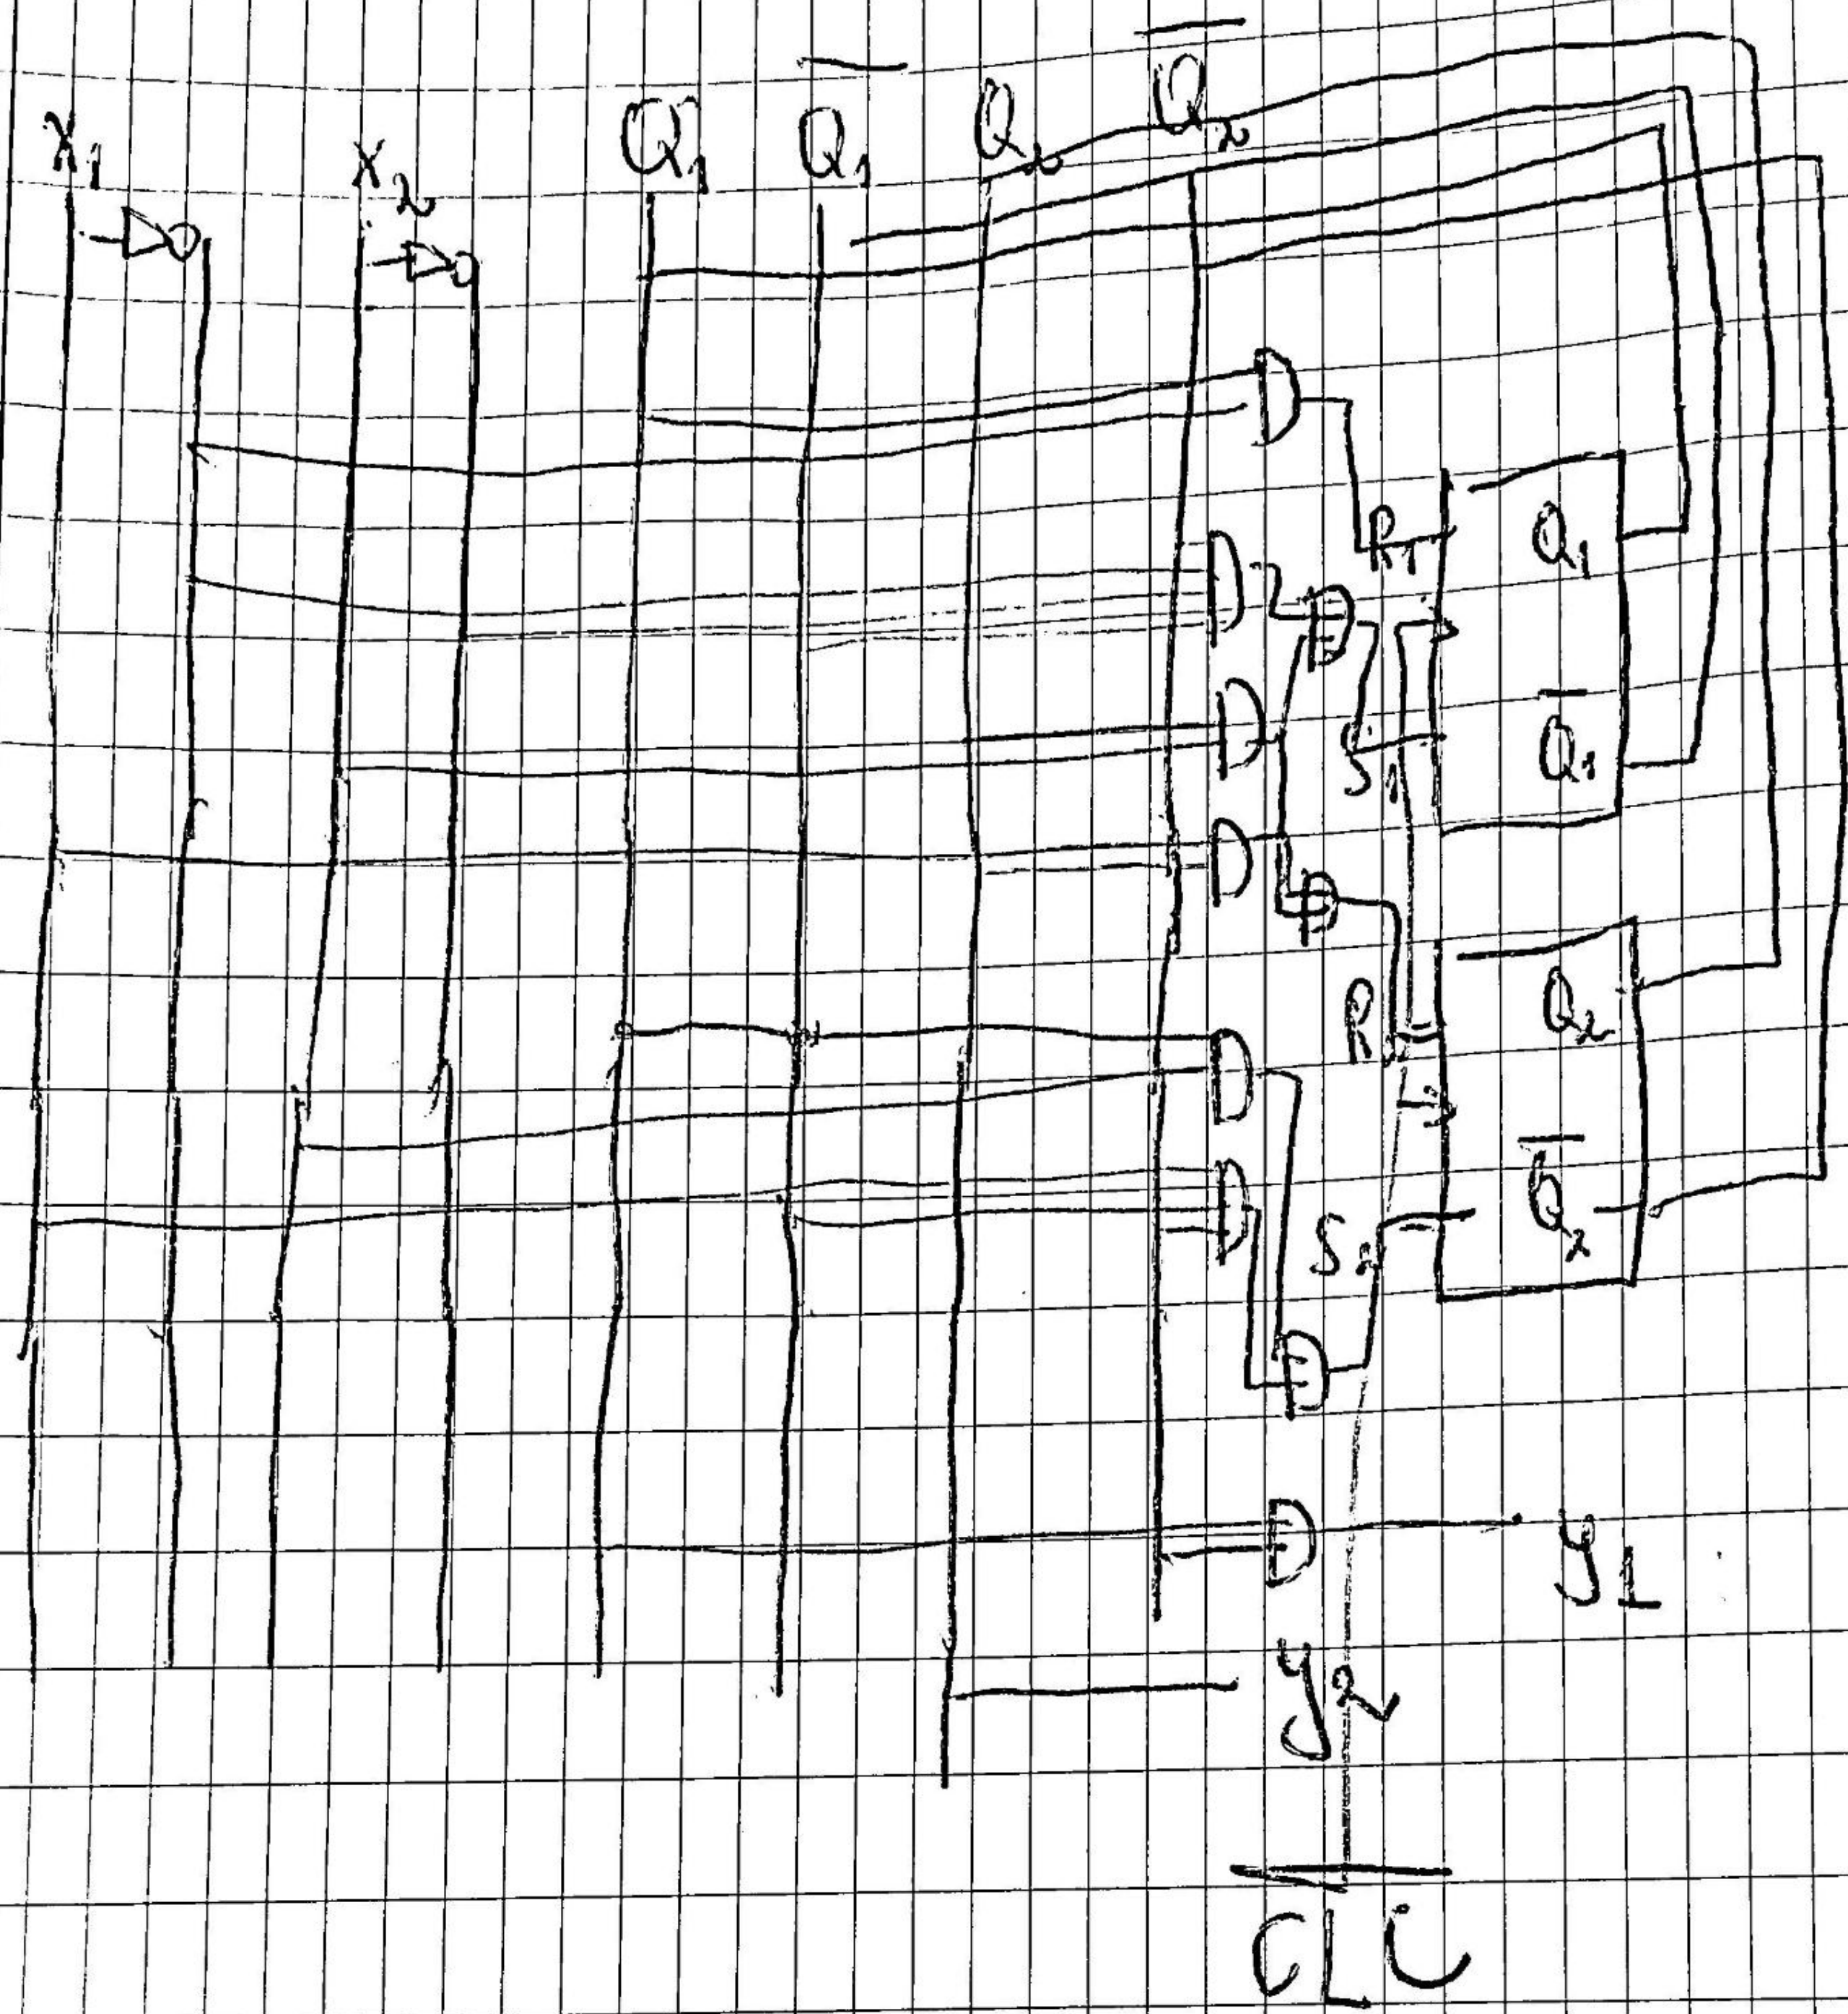 x₁ x₂ Q₁ Q̅₁ Q₂ Q̅₂
R₁ Q₁
S₁ Q̅₁
R Q₂
S₂ Q̅₂
y₁
y₂
CLC